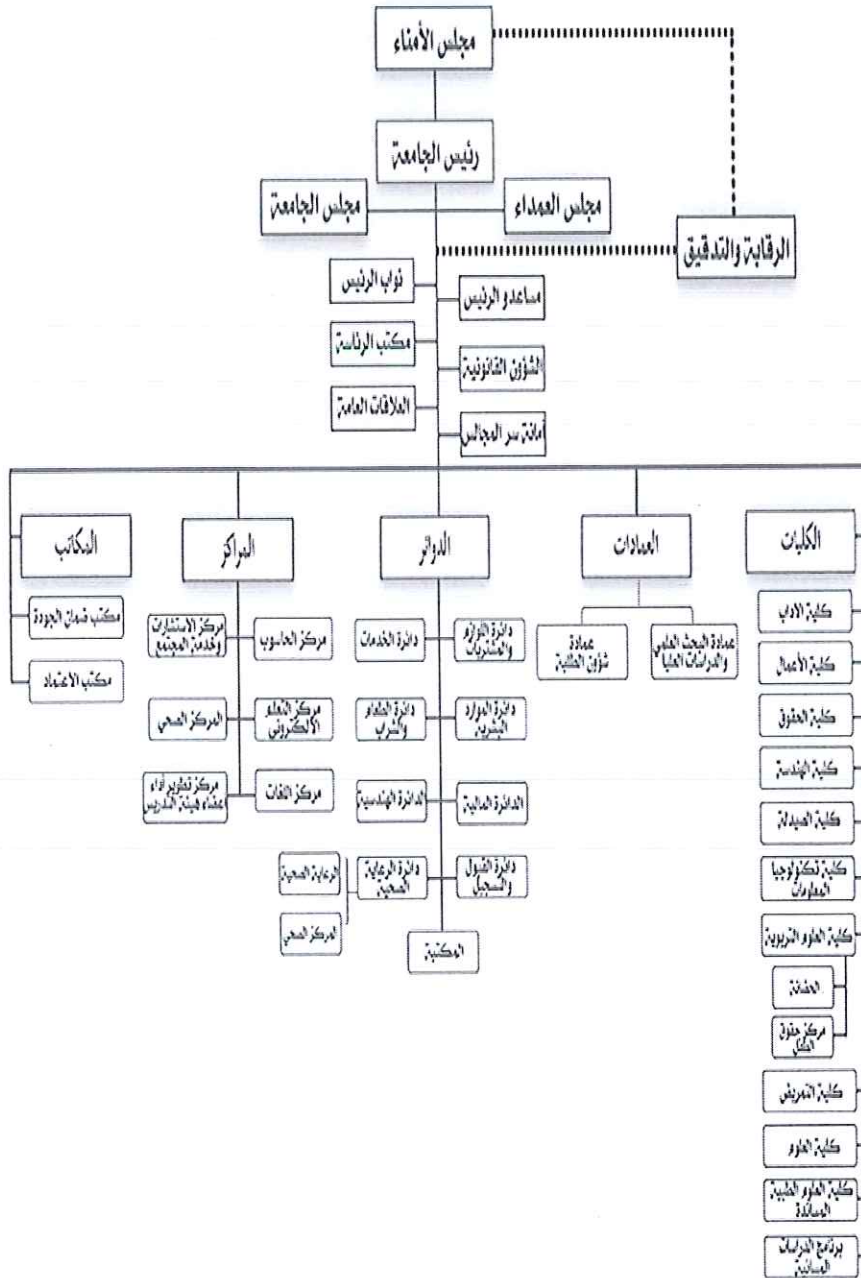 مجلس الأمناء
رئيس الجامعة
مجلس العمداء
مجلس الجامعة
الرقابة والتدقيق
نواب الرئيس
مساعدو الرئيس
مكتب الرئاسة
الشؤون القانونية
العلاقات العامة
أمانة سر المجالس
الكليات
كلية الاداب
كلية الأعمال
كلية الحقوق
كلية الهندسة
كلية الصيدلة
كلية تكنولوجيا
المعلومات
كلية العلوم التربوية
الحضانة
مركز حقوق
الطفل
كلية التمريض
كلية العلوم
كلية العلوم الطبية
المساندة
برنامج الدراسات
المسائية
العمادات
عمادة البحث العلمي
والدراسات العليا
عمادة
شؤون الطلبة
الدوائر
دائرة اللوازم
والمشتريات
دائرة الخدمات
دائرة الموارد
البشرية
دائرة الطعام
والشراب
الدائرة المالية
الدائرة الهندسية
دائرة القبول
والتسجيل
دائرة الرعاية
الصحية
الرعاية الصحية
المركز الصحي
المكتبة
المراكز
مركز الحاسوب
مركز الاستشارات
وخدمة المجتمع
مركز التعلم
الالكتروني
المركز الصحي
مركز اللغات
مركز تطوير أداء
اعضاء هيئة التدريس
المكاتب
مكتب ضمان الجودة
مكتب الاعتماد